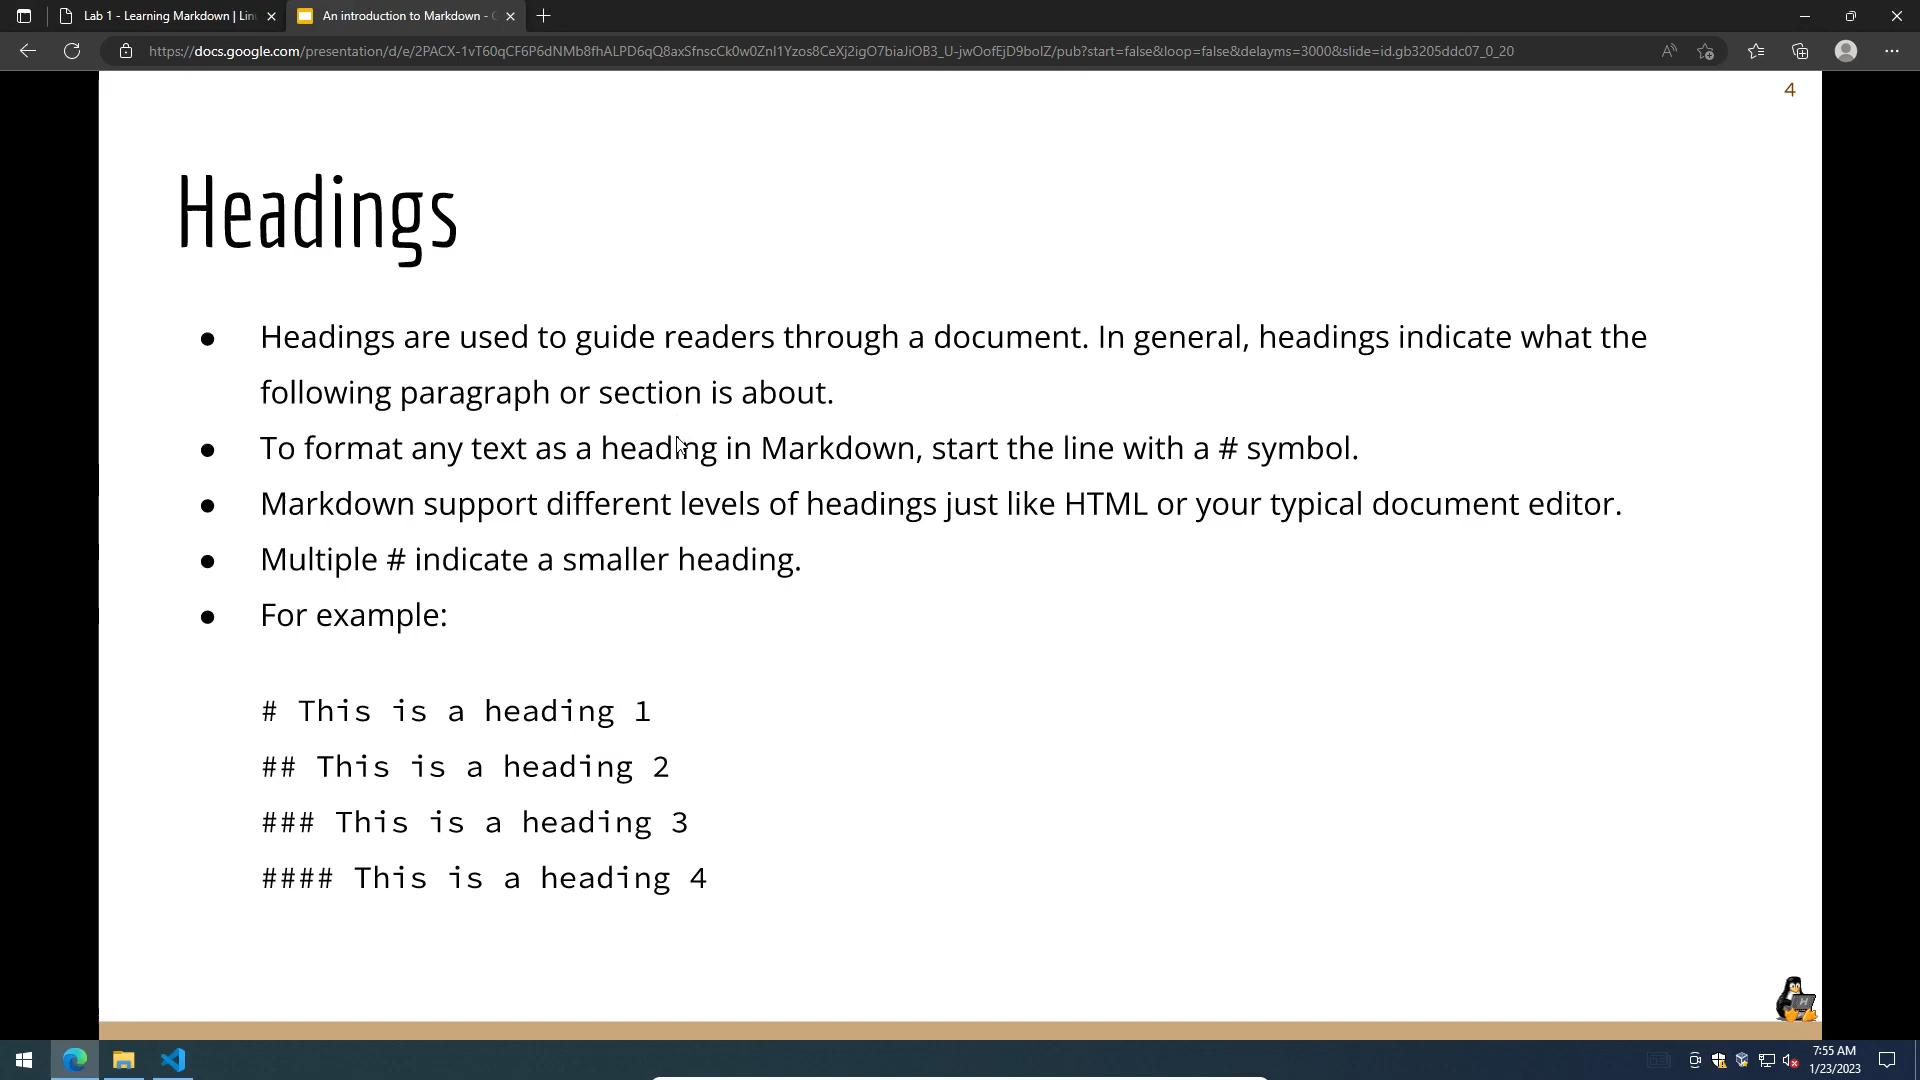 Lab 1 - Learning Markdown | Lin
An introduction to Markdown -
https://docs.google.com/presentation/d/e/2PACX-1vT60qCF6P6dNMb8fhALPD6qQ8axSfnscCk0w0ZnI1Yzos8CeXj2igO7biaJiOB3_U-jwOofEjD9bolZ/pub?start=false&loop=false&delayms=3000&slide=id.gb3205ddc07_0_20
4
Headings
● Headings are used to guide readers through a document. In general, headings indicate what the
following paragraph or section is about.
● To format any text as a heading in Markdown, start the line with a # symbol.
● Markdown support different levels of headings just like HTML or your typical document editor.
● Multiple # indicate a smaller heading.
● For example:
# This is a heading 1
## This is a heading 2
### This is a heading 3
#### This is a heading 4
7:55 AM
1/23/2023